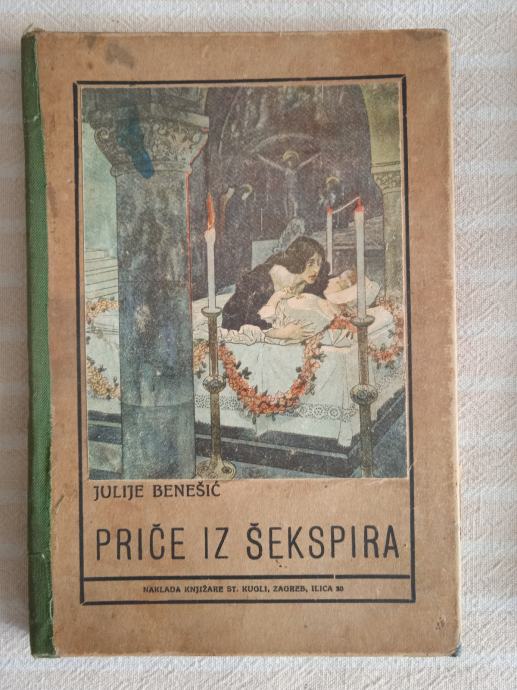 JULIJE BENEŠIĆ
PRIČE IZ ŠEKSPIRA
NAKLADA KNJIŽARE ST. KUGLI, ZAGREB, ILICA 30